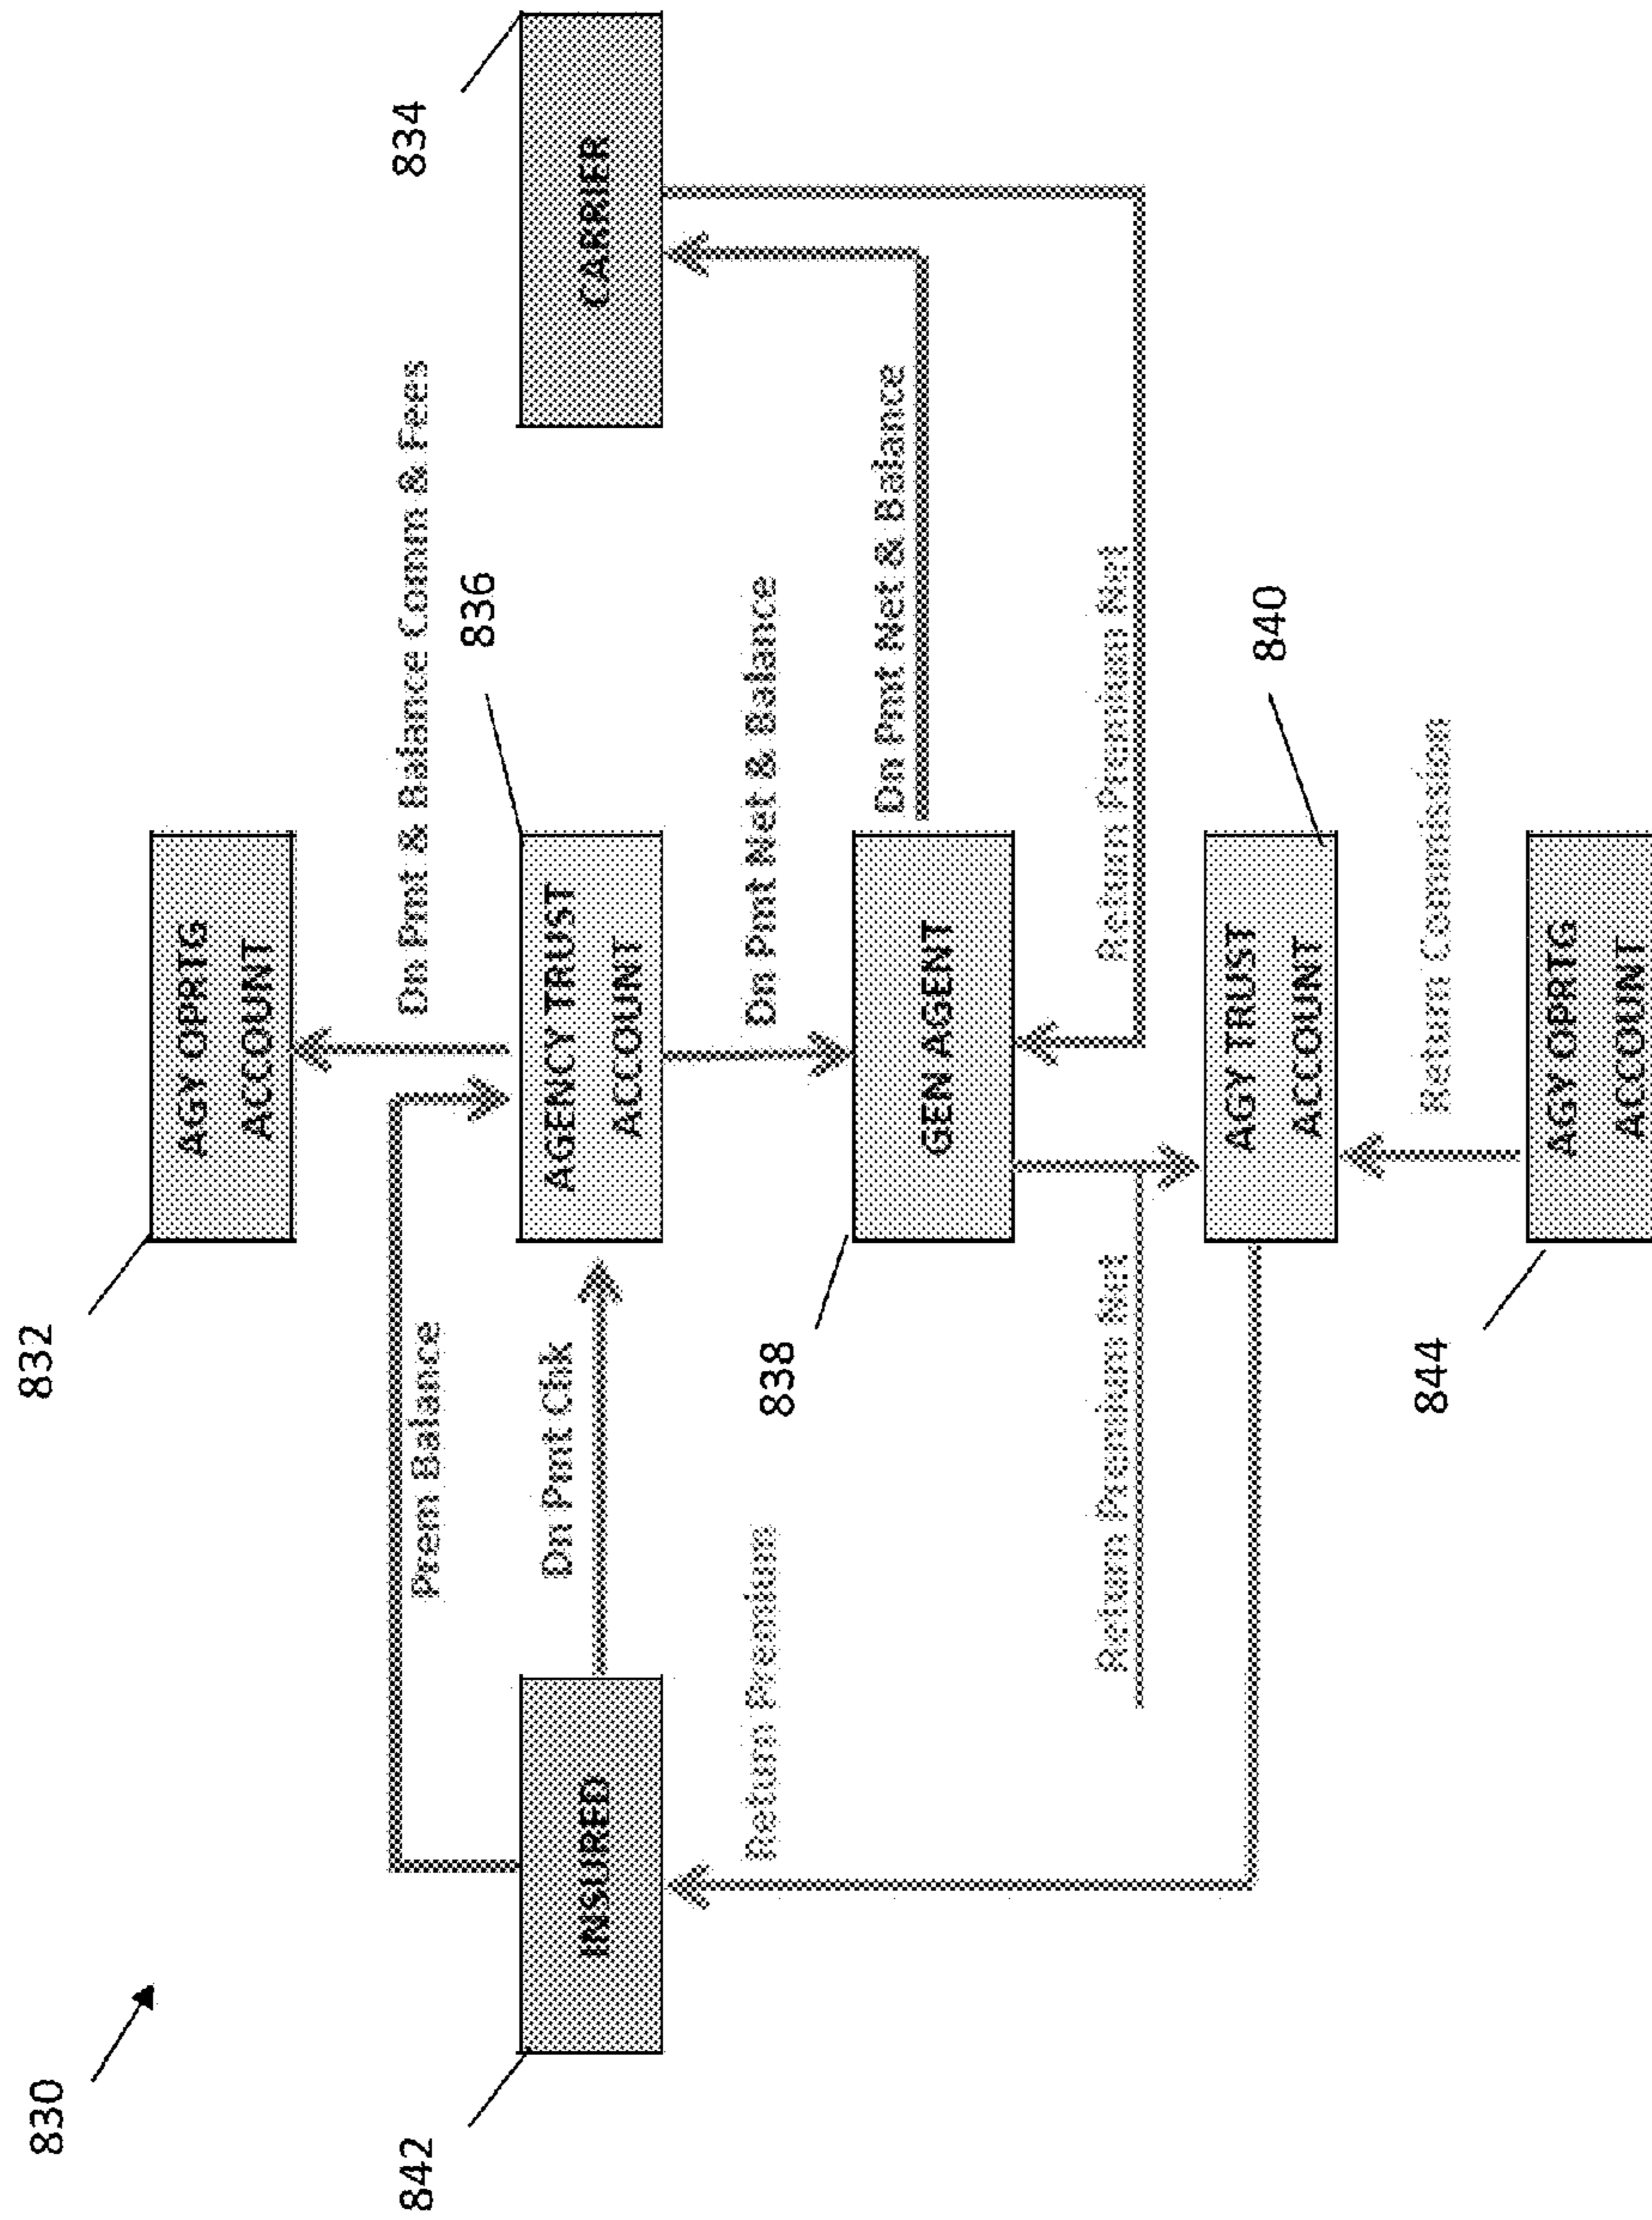 830
832
AGY OPRTG
ACCOUNT
834
Dn Pmt & Balance Comm & Fees
Prem Balance
836
842
INSURED
Dn Pmt Chk
AGENCY TRUST
ACCOUNT
CARRIER
Return Premium
838
Dn Pmt Net & Balance
Dn Pmt Net & Balance
GEN AGENT
Return Premium Net
Return Premium Net
840
AGY TRUST
ACCOUNT
844
Return Commission
AGY OPRTG
ACCOUNT